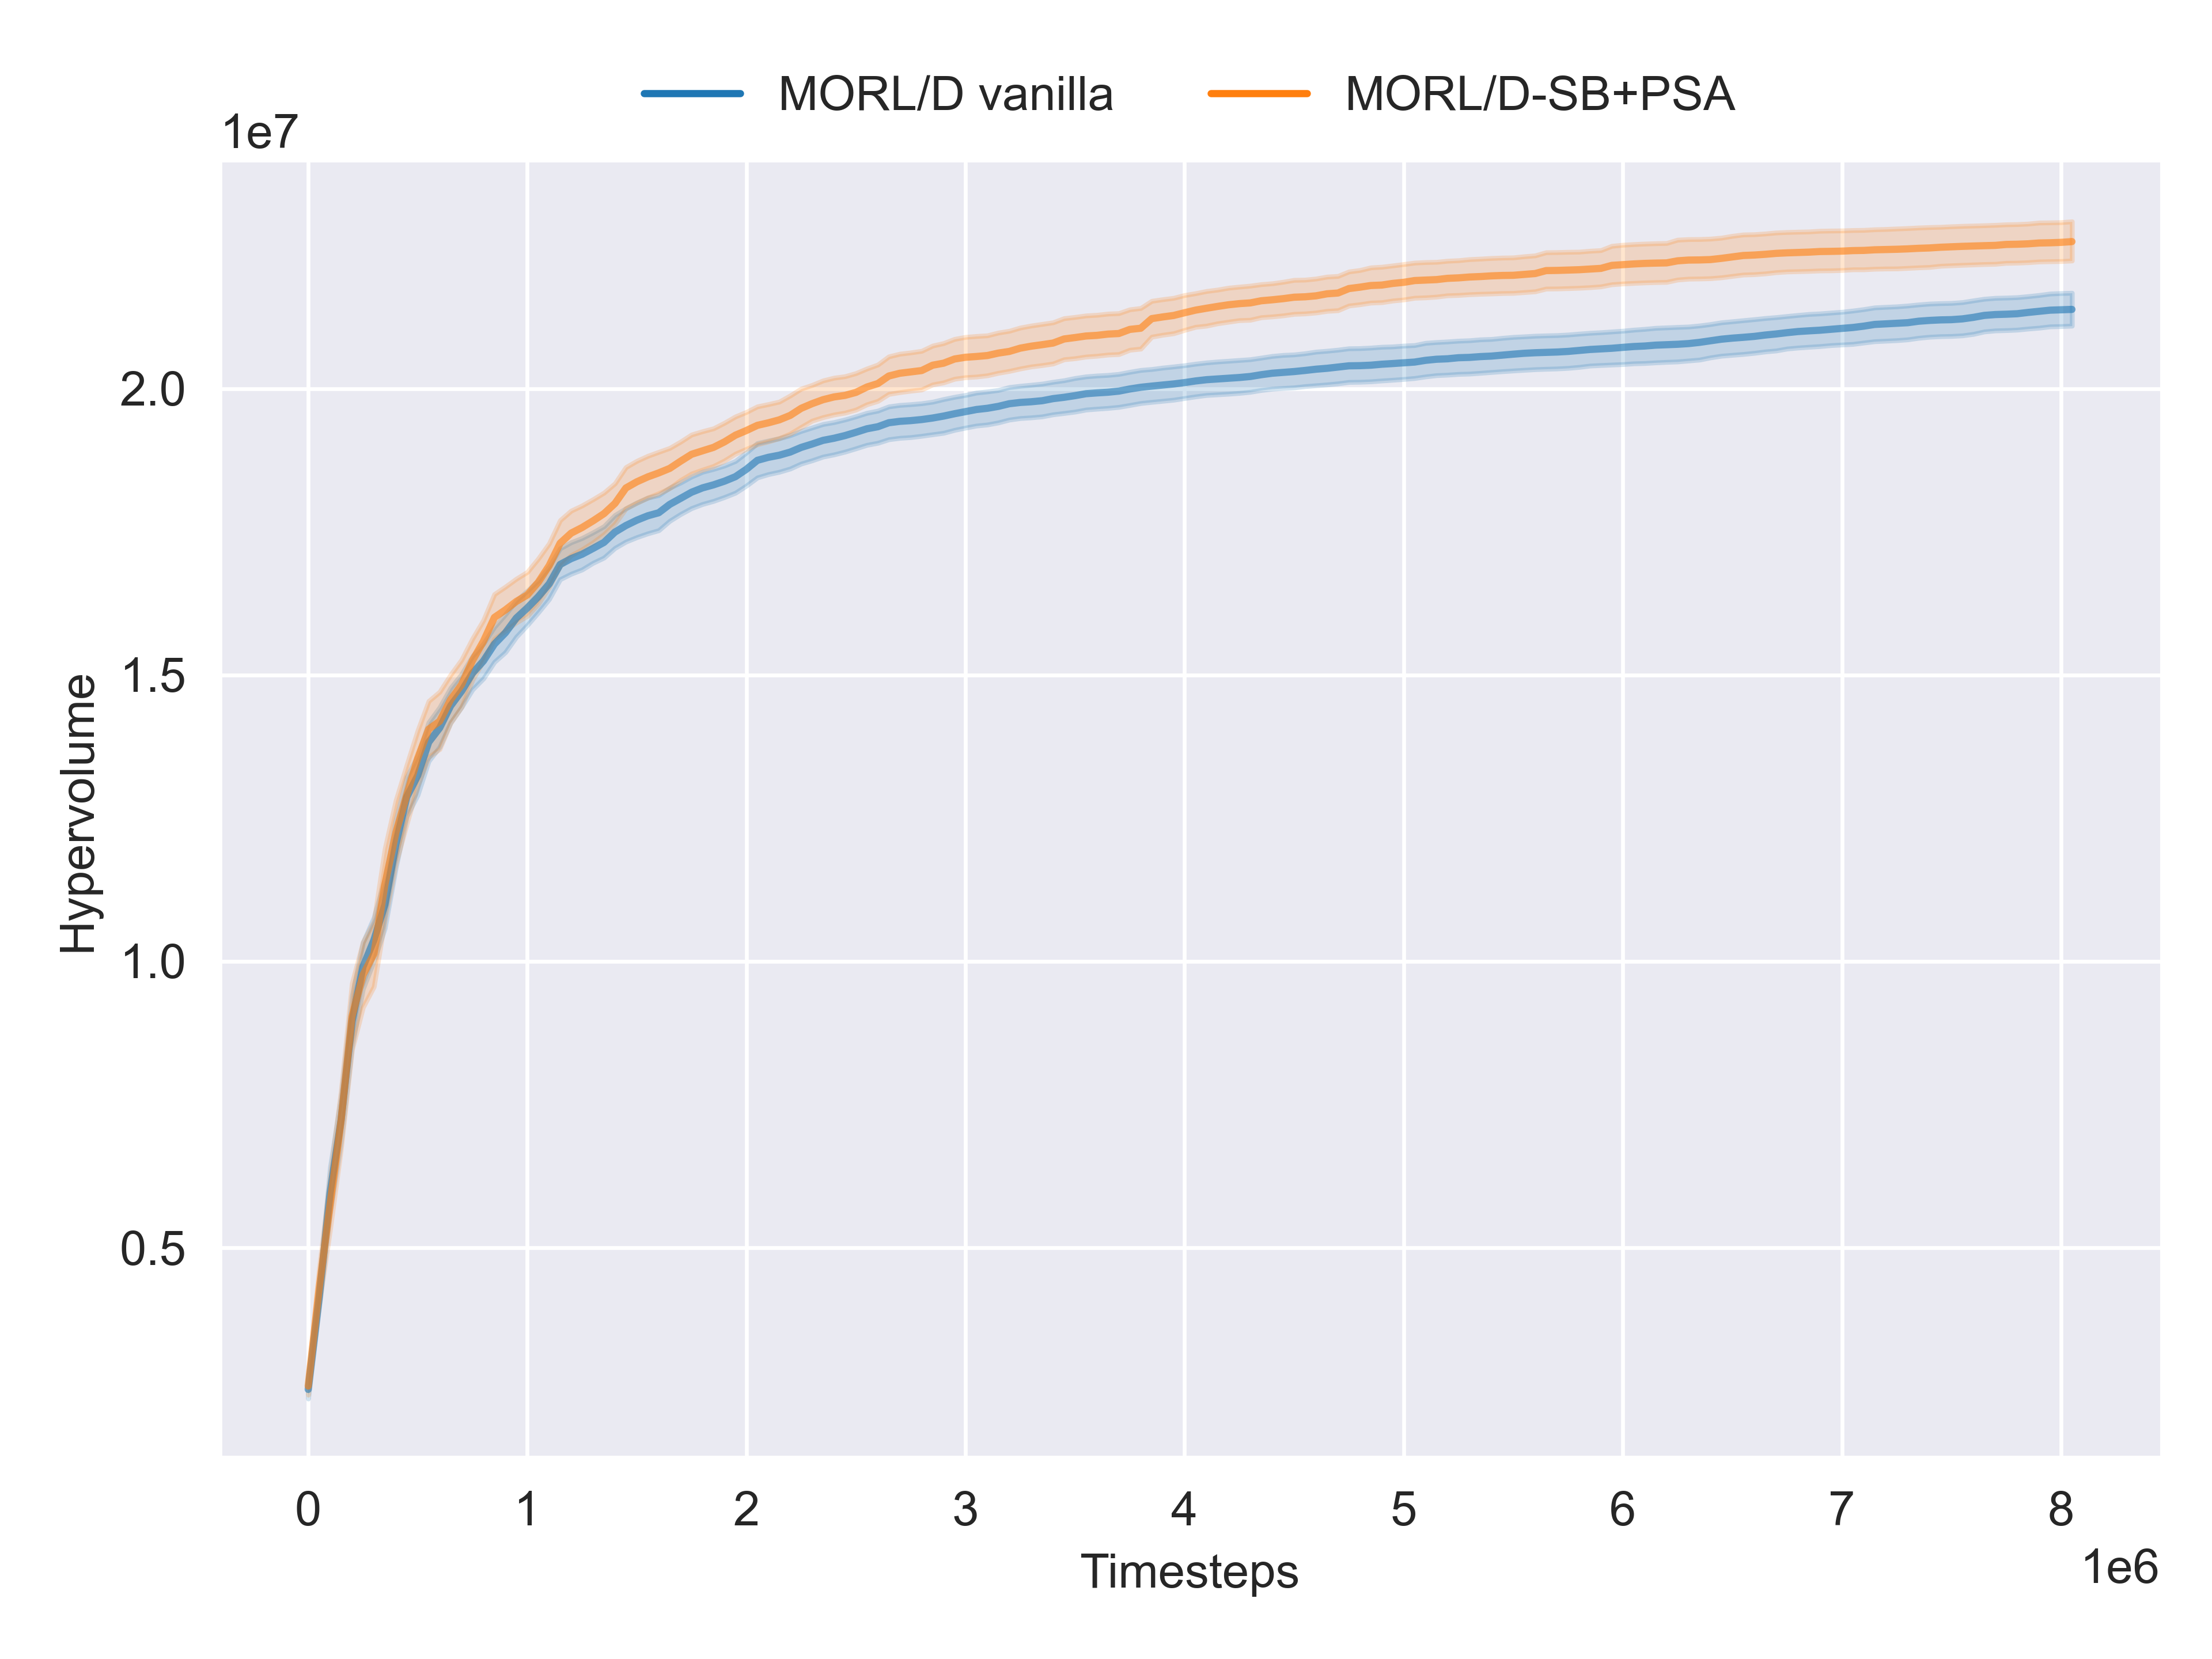 MORL/D vanilla MORL/D-SB+PSA
1e7
Hypervolume
2.0
1.5
1.0
0.5
0 1 2 3 4 5 6 7 8
Timesteps
1e6